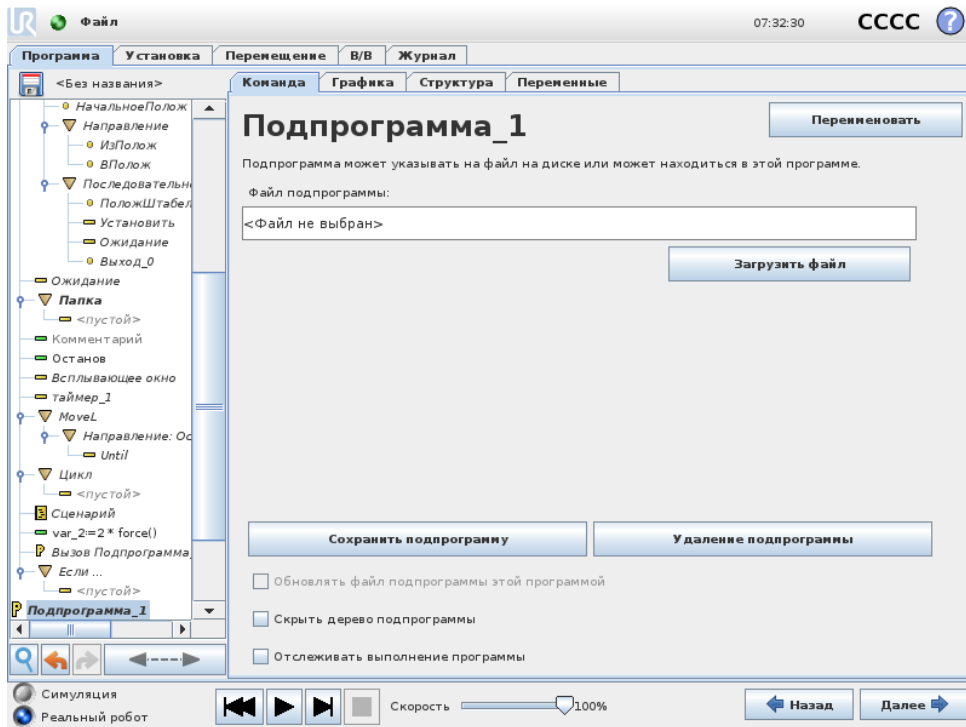 UR Файл 07:32:30 CCCC ?
Программа Установка Перемещение В/В Журнал
<Без названия>
Команда Графика Структура Переменные
НачальноеПолож
Направление
ИзПолож
ВПолож
Последовательн
ПоложШтабел
Установить
Ожидание
Выход_0
Ожидание
Папка
<пустой>
Комментарий
Останов
Всплывающее окно
таймер_1
MoveL
Направление: Ос
Until
Цикл
<пустой>
Сценарий
var_2:=2 * force()
Вызов Подпрограмма_
Если ...
<пустой>
Подпрограмма_1
Подпрограмма_1
Переименовать
Подпрограмма может указывать на файл на диске или может находиться в этой программе.
Файл подпрограммы:
<Файл не выбран>
Загрузить файл
Сохранить подпрограмму
Удаление подпрограммы
Обновлять файл подпрограммы этой программой
Скрыть дерево подпрограммы
Отслеживать выполнение программы
Симуляция
Реальный робот
Скорость 100%
Назад
Далее